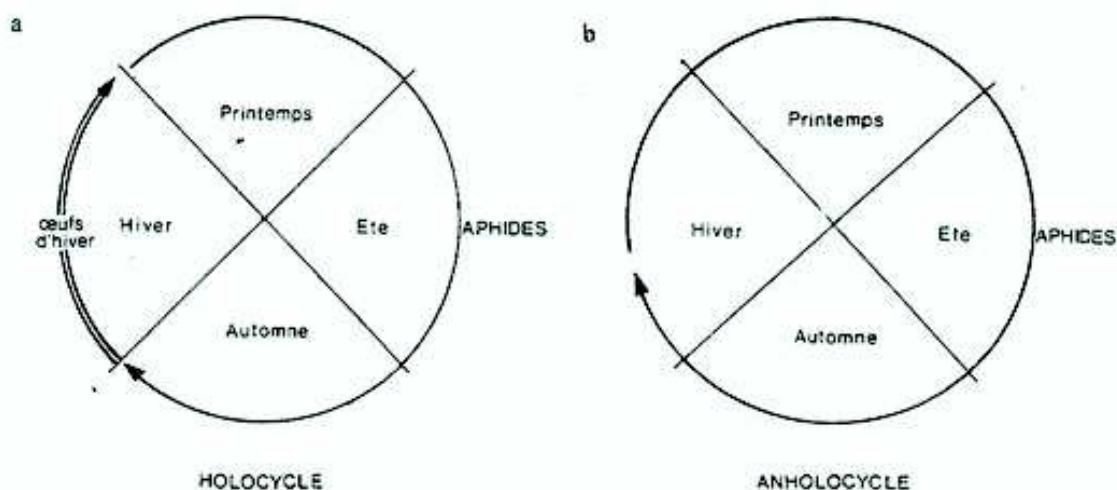 a
Printemps
œufs
d'hiver
Hiver
Ete
APHIDES
Automne
HOLOCYCLE
b
Printemps
Hiver
Ete
APHIDES
Automne
ANHOLOCYCLE